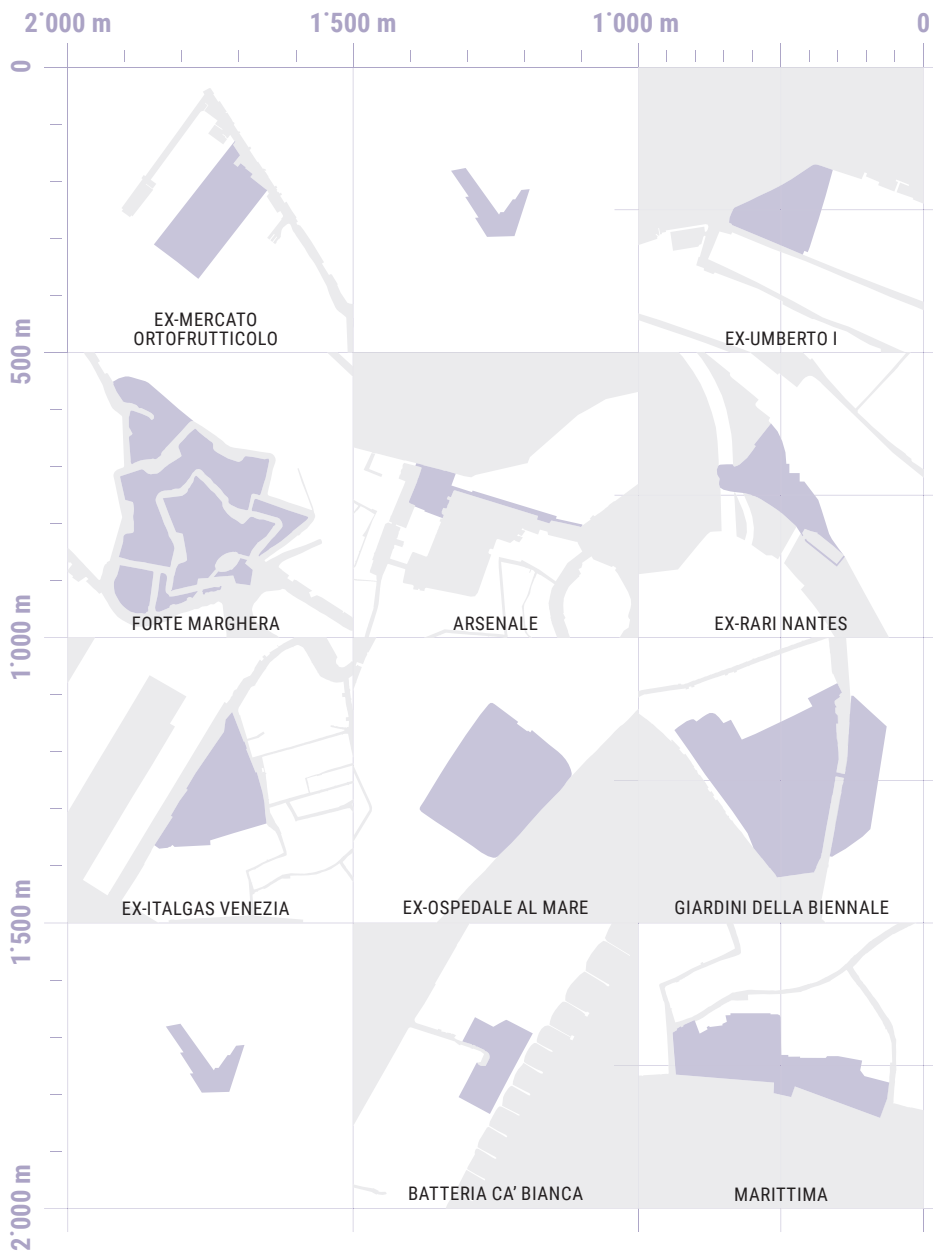 2˙000 m
1˙500 m
1˙000 m
0
0
EX-MERCATO
ORTOFRUTTICOLO
EX-UMBERTO I
500 m
FORTE MARGHERA
ARSENALE
EX-RARI NANTES
1˙000 m
EX-ITALGAS VENEZIA
EX-OSPEDALE AL MARE
GIARDINI DELLA BIENNALE
1˙500 m
BATTERIA CA’ BIANCA
MARITTIMA
2˙000 m